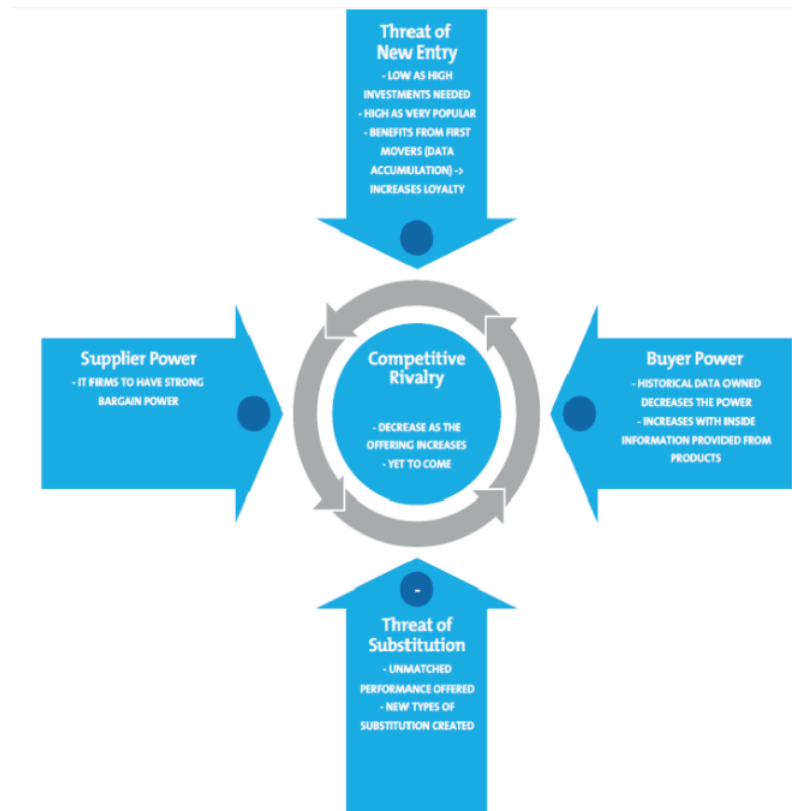 Threat of
New Entry
- LOW AS HIGH
INVESTMENTS NEEDED
- HIGH AS VERY POPULAR
- BENEFITS FROM FIRST
MOVERS (DATA
ACCUMULATION) ->
INCREASES LOYALTY
Supplier Power
- IT FIRMS TO HAVE STRONG
BARGAIN POWER
Competitive
Rivalry
- DECREASE AS THE
OFFERING INCREASES
- YET TO COME
Buyer Power
- HISTORICAL DATA OWNED
DECREASES THE POWER
- INCREASES WITH INSIDE
INFORMATION PROVIDED FROM
PRODUCTS
-
Threat of
Substitution
- UNMATCHED
PERFORMANCE OFFERED
- NEW TYPES OF
SUBSTITUTION CREATED